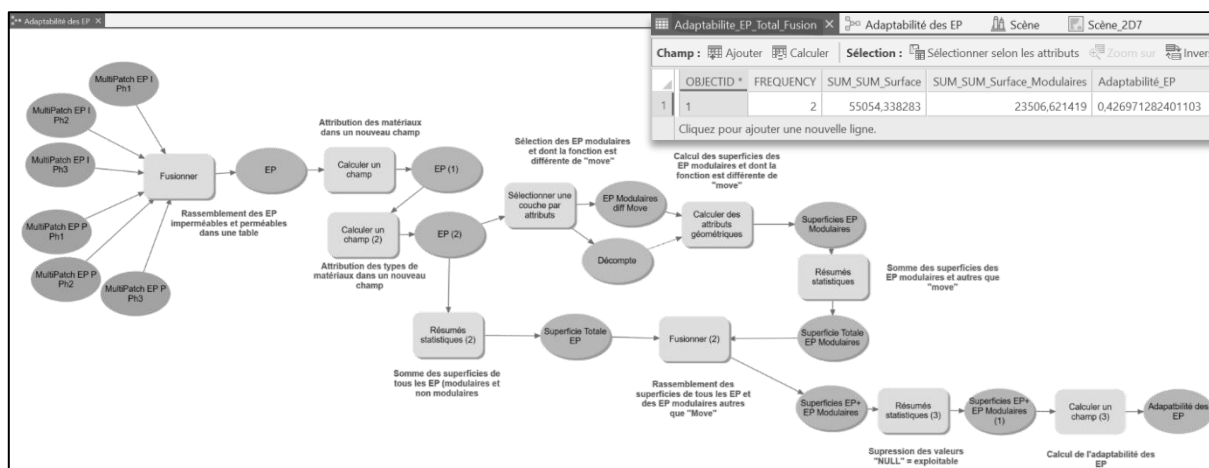 Adaptabilité des EP
Adaptabilite_EP_Total_Fusion
Adaptabilité des EP
Scène
Scène_2D7
Champ : Ajouter Calculer Sélection : Sélectionner selon les attributs Zoom sur Invers
OBJECTID * FREQUENCY SUM_SUM_Surface SUM_SUM_Surface_Modulaires Adaptabilité_EP
1 1 2 55054,338283 23506,621419 0,426971282401103
Cliquez pour ajouter une nouvelle ligne.
MultiPatch EP I
Ph1
MultiPatch EP I
Ph2
MultiPatch EP I
Ph3
MultiPatch EP P
Ph1
MultiPatch EP P
Ph2
MultiPatch EP P
Ph3
Fusionner
Rassemblement des EP
imperméables et perméables
dans une table
EP
Attribution des matériaux
dans un nouveau champ
Calculer un
champ
EP (1)
Calculer un
champ (2)
Attribution des types de
matériaux dans un nouveau
champ
EP (2)
Sélection des EP modulaires
et dont la fonction est
différente de "move"
Sélectionner une
couche par
attributs
EP Modulaires
diff Move
Décompte
Calcul des superficies des
EP modulaires et dont la
fonction est différente de
"move"
Calculer des
attributs
géométriques
Superficies EP
Modulaires
Résumés
statistiques
Somme des superficies des
EP modulaires et autres que
"move"
Superficie Totale
EP Modulaires
Résumés
statistiques (2)
Somme des superficies de
tous les EP (modulaires et
non modulaires
Superficie Totale
EP
Fusionner (2)
Rassemblement des
superficies de tous les EP et
des EP modulaires autres
que "Move"
Superficies EP+
EP Modulaires
Résumés
statistiques (3)
Supression des valeurs
"NULL" = exploitable
Superficies EP+
EP Modulaires
(1)
Calculer un
champ (3)
Calcul de l'adaptabilité des
EP
Adapatbilité des
EP